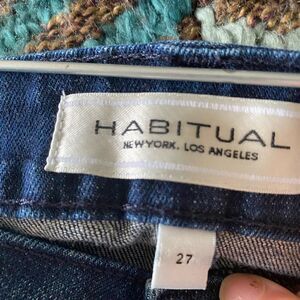 HABITUAL
NEW YORK, LOS ANGELES
27